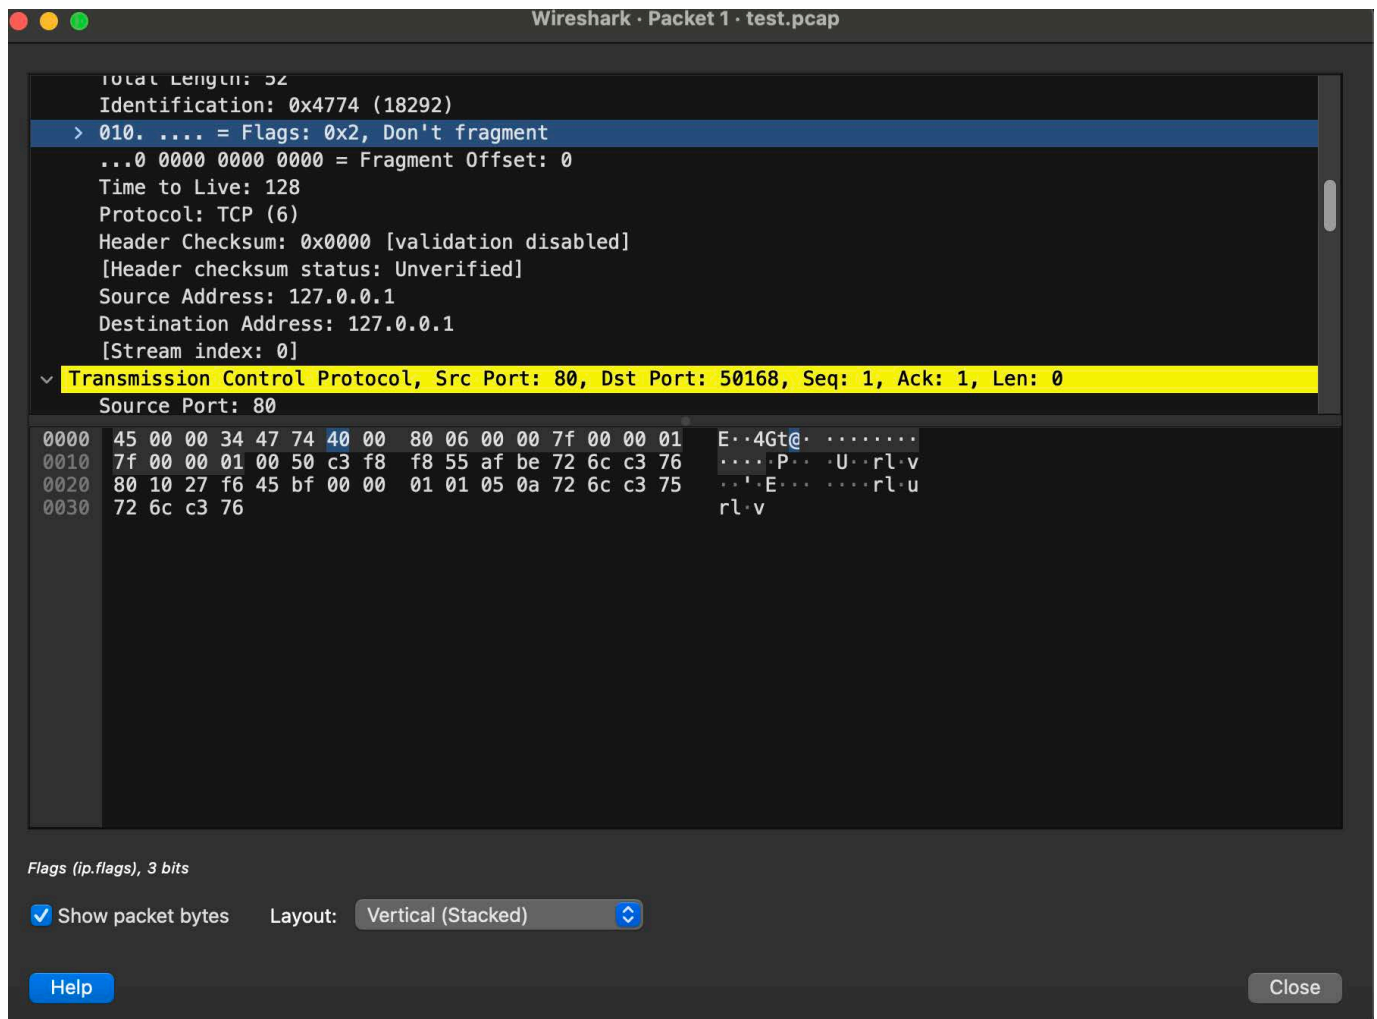 Wireshark · Packet 1 · test.pcap
Total Length: 52
Identification: 0x4774 (18292)
> 010. .... = Flags: 0x2, Don't fragment
...0 0000 0000 0000 = Fragment Offset: 0
Time to Live: 128
Protocol: TCP (6)
Header Checksum: 0x0000 [validation disabled]
[Header checksum status: Unverified]
Source Address: 127.0.0.1
Destination Address: 127.0.0.1
[Stream index: 0]
Transmission Control Protocol, Src Port: 80, Dst Port: 50168, Seq: 1, Ack: 1, Len: 0
Source Port: 80
0000 45 00 00 34 47 74 40 00 80 06 00 00 7f 00 00 01 E··4Gt@· ········
0010 7f 00 00 01 00 50 c3 f8 f8 55 af be 72 6c c3 76 ·····P·· ·U··rl·v
0020 80 10 27 f6 45 bf 00 00 01 01 05 0a 72 6c c3 75 ··'·E··· ····rl·u
0030 72 6c c3 76 rl·v
Flags (ip.flags), 3 bits
Show packet bytes Layout: Vertical (Stacked)
Help Close